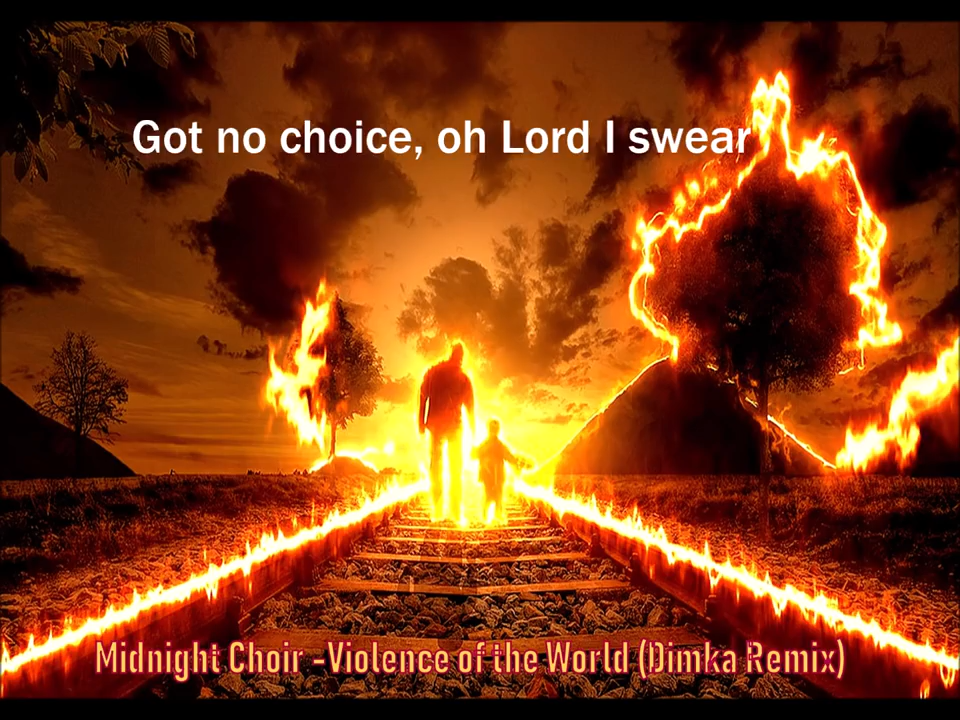 Got no choice, oh Lord I swear
Midnight Choir -Violence of the World (Dimka Remix)